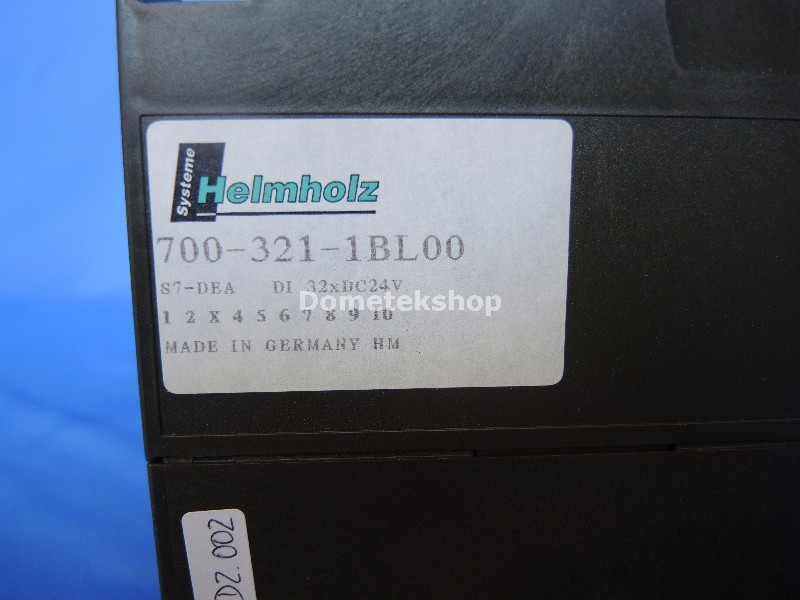 Systeme
Helmholz
700-321-1BL00
S7-DEA DI 32xDC24V
Dometekshop
1 2 X 4 5 6 7 8 9 10
MADE IN GERMANY HM
D2.002